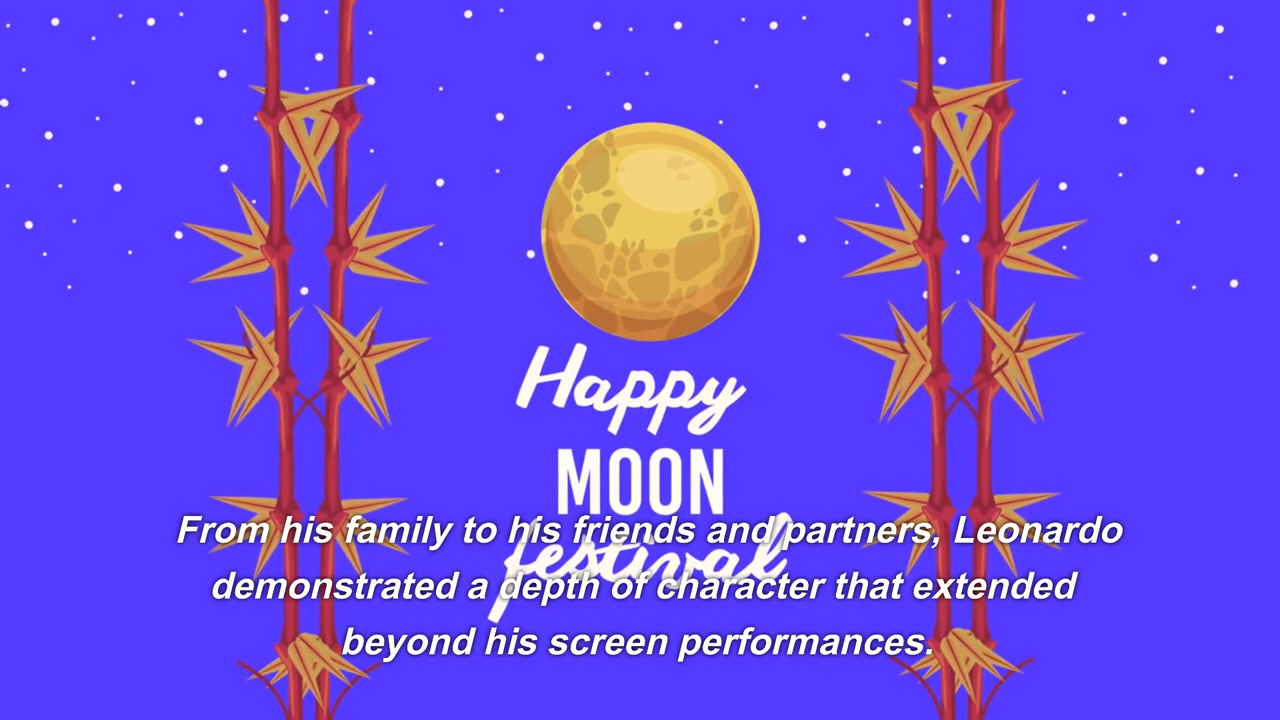 Happy
MOON
festival
From his family to his friends and partners, Leonardo
demonstrated a depth of character that extended
beyond his screen performances.